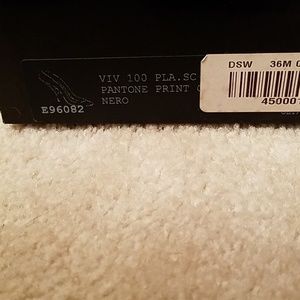 VIV 100 PLA.SC
PANTONE PRINT
NERO
E96082
DSW 36M
45000